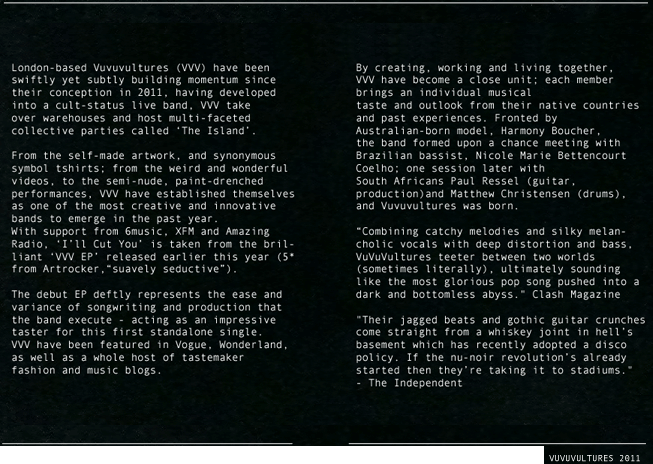 London-based Vuvuvultures (VVV) have been
swiftly yet subtly building momentum since
their conception in 2011, having developed
into a cult-status live band, VVV take
over warehouses and host multi-faceted
collective parties called 'The Island'.
From the self-made artwork, and synonymous
symbol tshirts; from the weird and wonderful
videos, to the semi-nude, paint-drenched
performances, VVV have established themselves
as one of the most creative and innovative
bands to emerge in the past year.
With support from 6music, XFM and Amazing
Radio, 'I'll Cut You' is taken from the bril-
liant 'VVV EP' released earlier this year (5*
from Artrocker,"suavely seductive").
The debut EP deftly represents the ease and
variance of songwriting and production that
the band execute - acting as an impressive
taster for this first standalone single.
VVV have been featured in Vogue, Wonderland,
as well as a whole host of tastemaker
fashion and music blogs.
By creating, working and living together,
VVV have become a close unit; each member
brings an individual musical
taste and outlook from their native countries
and past experiences. Fronted by
Australian-born model, Harmony Boucher,
the band formed upon a chance meeting with
Brazilian bassist, Nicole Marie Bettencourt
Coelho; one session later with
South Africans Paul Ressel (guitar,
production)and Matthew Christensen (drums),
and Vuvuvultures was born.
"Combining catchy melodies and silky melan-
cholic vocals with deep distortion and bass,
VuVuVultures teeter between two worlds
(sometimes literally), ultimately sounding
like the most glorious pop song pushed into a
dark and bottomless abyss." Clash Magazine
"Their jagged beats and gothic guitar crunches
come straight from a whiskey joint in hell's
basement which has recently adopted a disco
policy. If the nu-noir revolution's already
started then they're taking it to stadiums."
- The Independent
VUVUVULTURES 2011